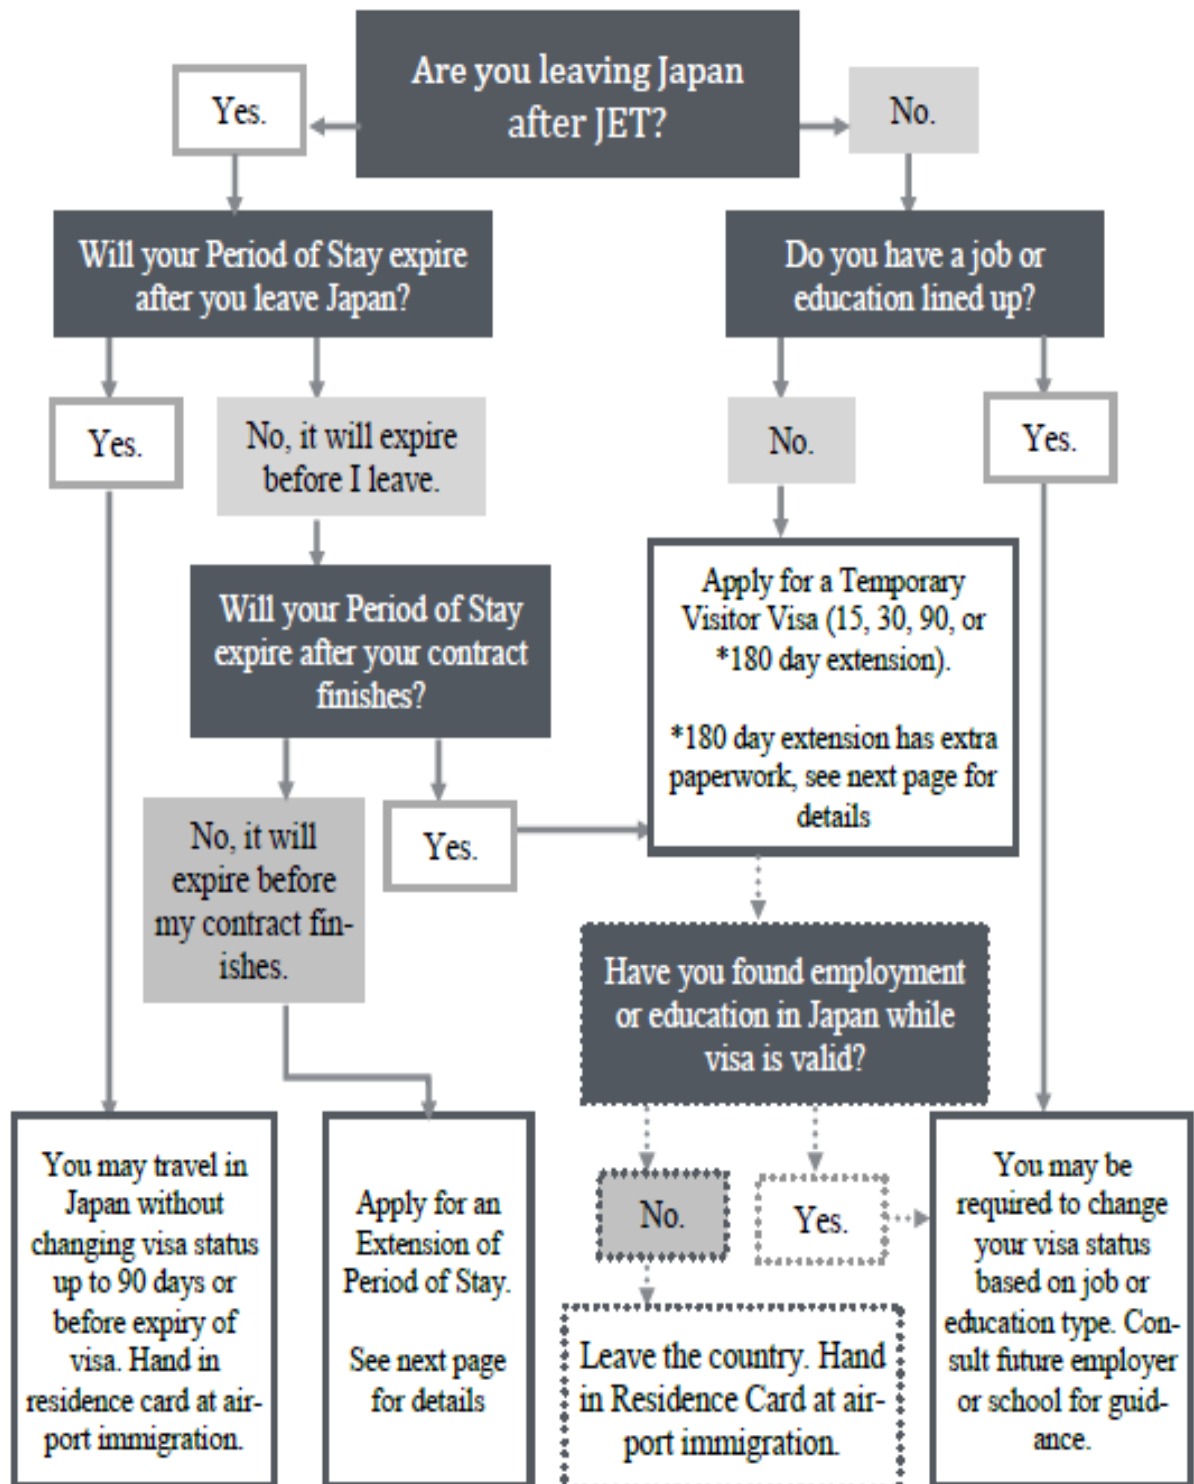 Are you leaving Japan
after JET?
Yes.
No.
Will your Period of Stay expire
after you leave Japan?
Do you have a job or
education lined up?
Yes.
No, it will expire
before I leave.
No.
Yes.
Will your Period of Stay
expire after your contract
finishes?
Apply for a Temporary
Visitor Visa (15, 30, 90, or
*180 day extension).
*180 day extension has extra
paperwork, see next page for
details
No, it will
expire before
my contract fin-
ishes.
Yes.
Have you found employment
or education in Japan while
visa is valid?
No.
Yes.
You may travel in
Japan without
changing visa status
up to 90 days or
before expiry of
visa. Hand in
residence card at air-
port immigration.
Apply for an
Extension of
Period of Stay.
See next page
for details
Leave the country. Hand
in Residence Card at air-
port immigration.
You may be
required to change
your visa status
based on job or
education type. Con-
sult future employer
or school for guid-
ance.